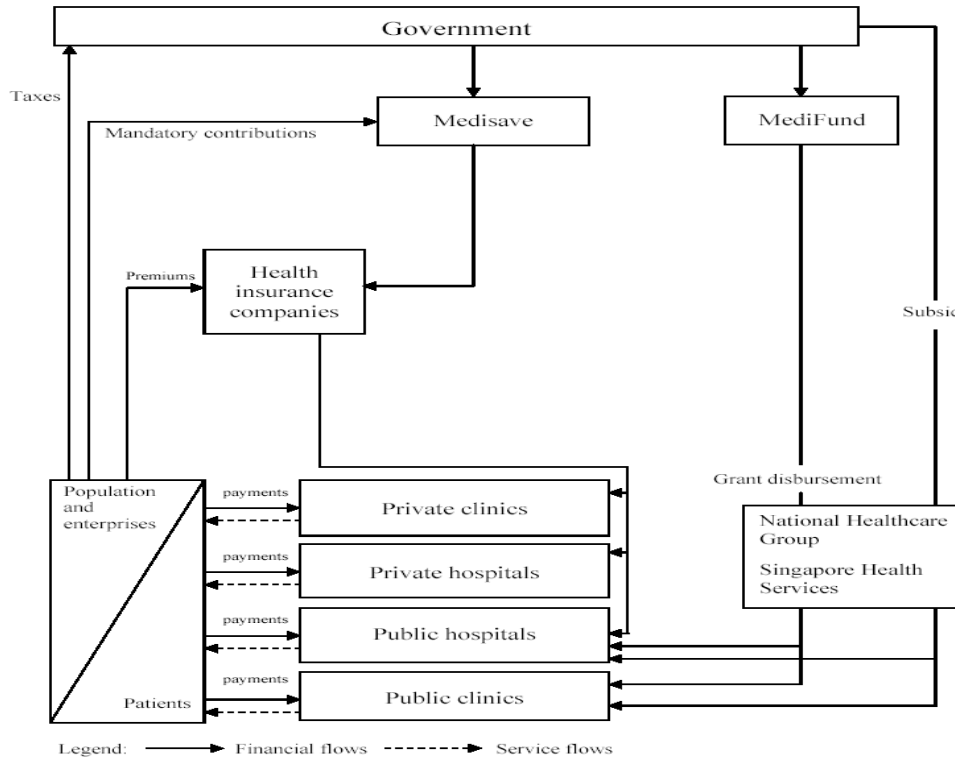 Government
Taxes
Mandatory contributions
Medisave
MediFund
Premiums
Health
insurance
companies
Subsid
Population
and
enterprises
payments
Private clinics
Grant disbursement
National Healthcare
Group
Singapore Health
Services
payments
Private hospitals
payments
Public hospitals
payments
Public clinics
Patients
Legend:
Financial flows
Service flows